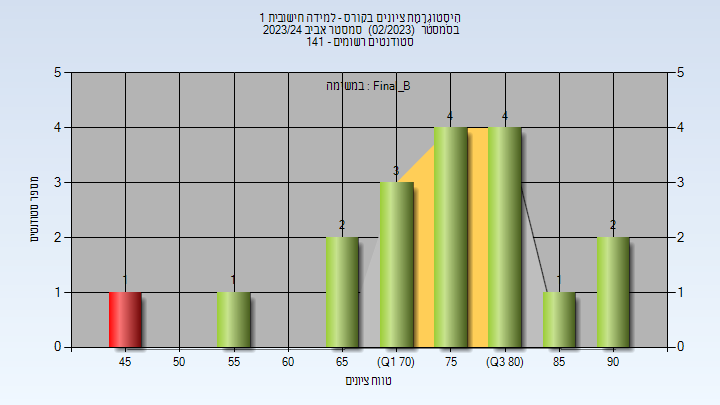 היסטוגרמת ציונים בקורס - למידה חישובית 1
בסמסטר (02/2023) סמסטר אביב 2023/24
סטודנטים רשומים - 141
במשימה : Final_B
מספר סטודנטים
5 5
4 4
3 3
2 2
1 1
0 0
1 1 2 3 4 4 1 2
45 50 55 60 65 (Q1 70) 75 (Q3 80) 85 90
טווח ציונים